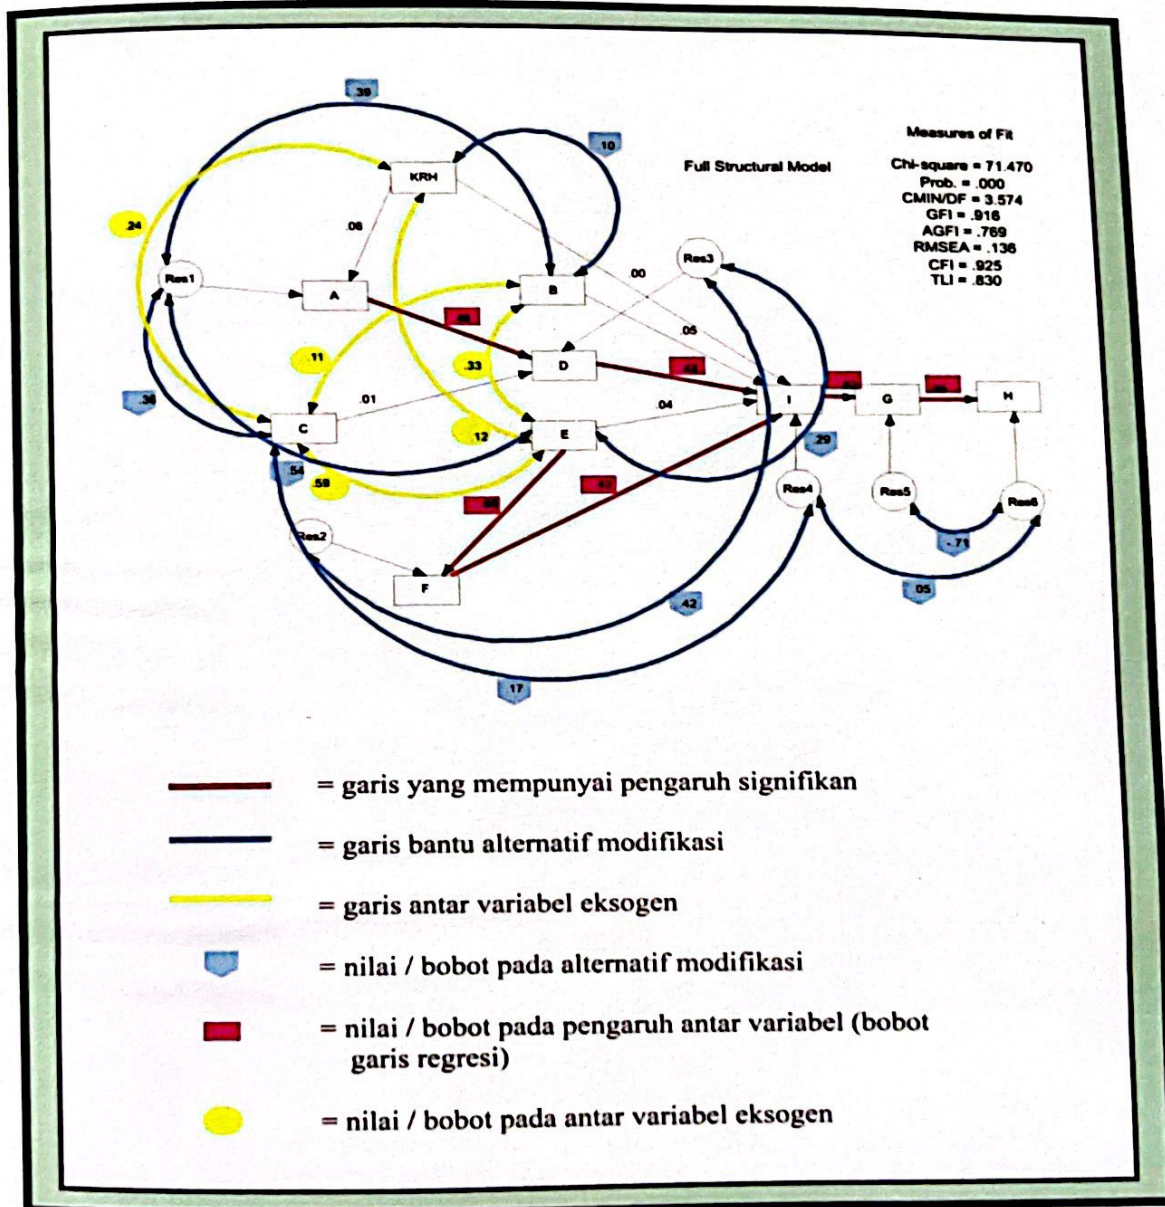 .39
.10
Measures of Fit
Full Structural Model
Chi-square = 71.470
Prob. = .000
CMIN/DF = 3.574
GFI = .916
AGFI = .769
RMSEA = .136
CFI = .925
TLI = .830
KRH
.24
.06
Res1
Res3
.00
A
B
.05
.11
.33
D
.01
I
G
H
.04
C
.12
E
.29
.54
.59
Res4
Res5
Res6
Res2
-.71
F
.05
.42
.17
= garis yang mempunyai pengaruh signifikan
= garis bantu alternatif modifikasi
= garis antar variabel eksogen
= nilai / bobot pada alternatif modifikasi
= nilai / bobot pada pengaruh antar variabel (bobot
garis regresi)
= nilai / bobot pada antar variabel eksogen